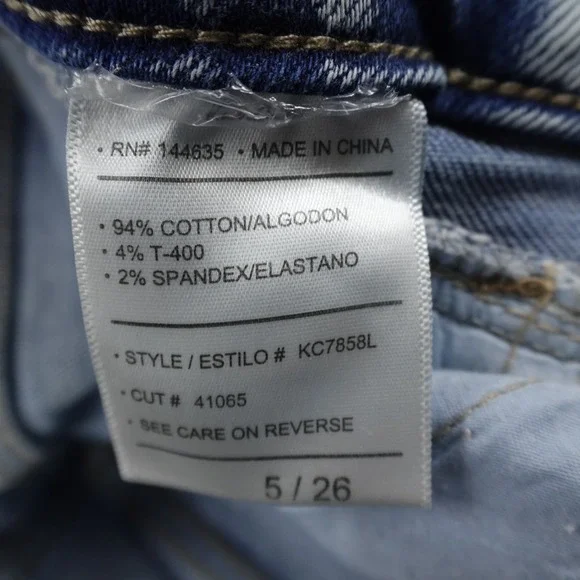 • RN# 144635 • MADE IN CHINA
• 94% COTTON/ALGODON
• 4% T-400
• 2% SPANDEX/ELASTANO
• STYLE / ESTILO # KC7858L
• CUT # 41065
• SEE CARE ON REVERSE
5 / 26